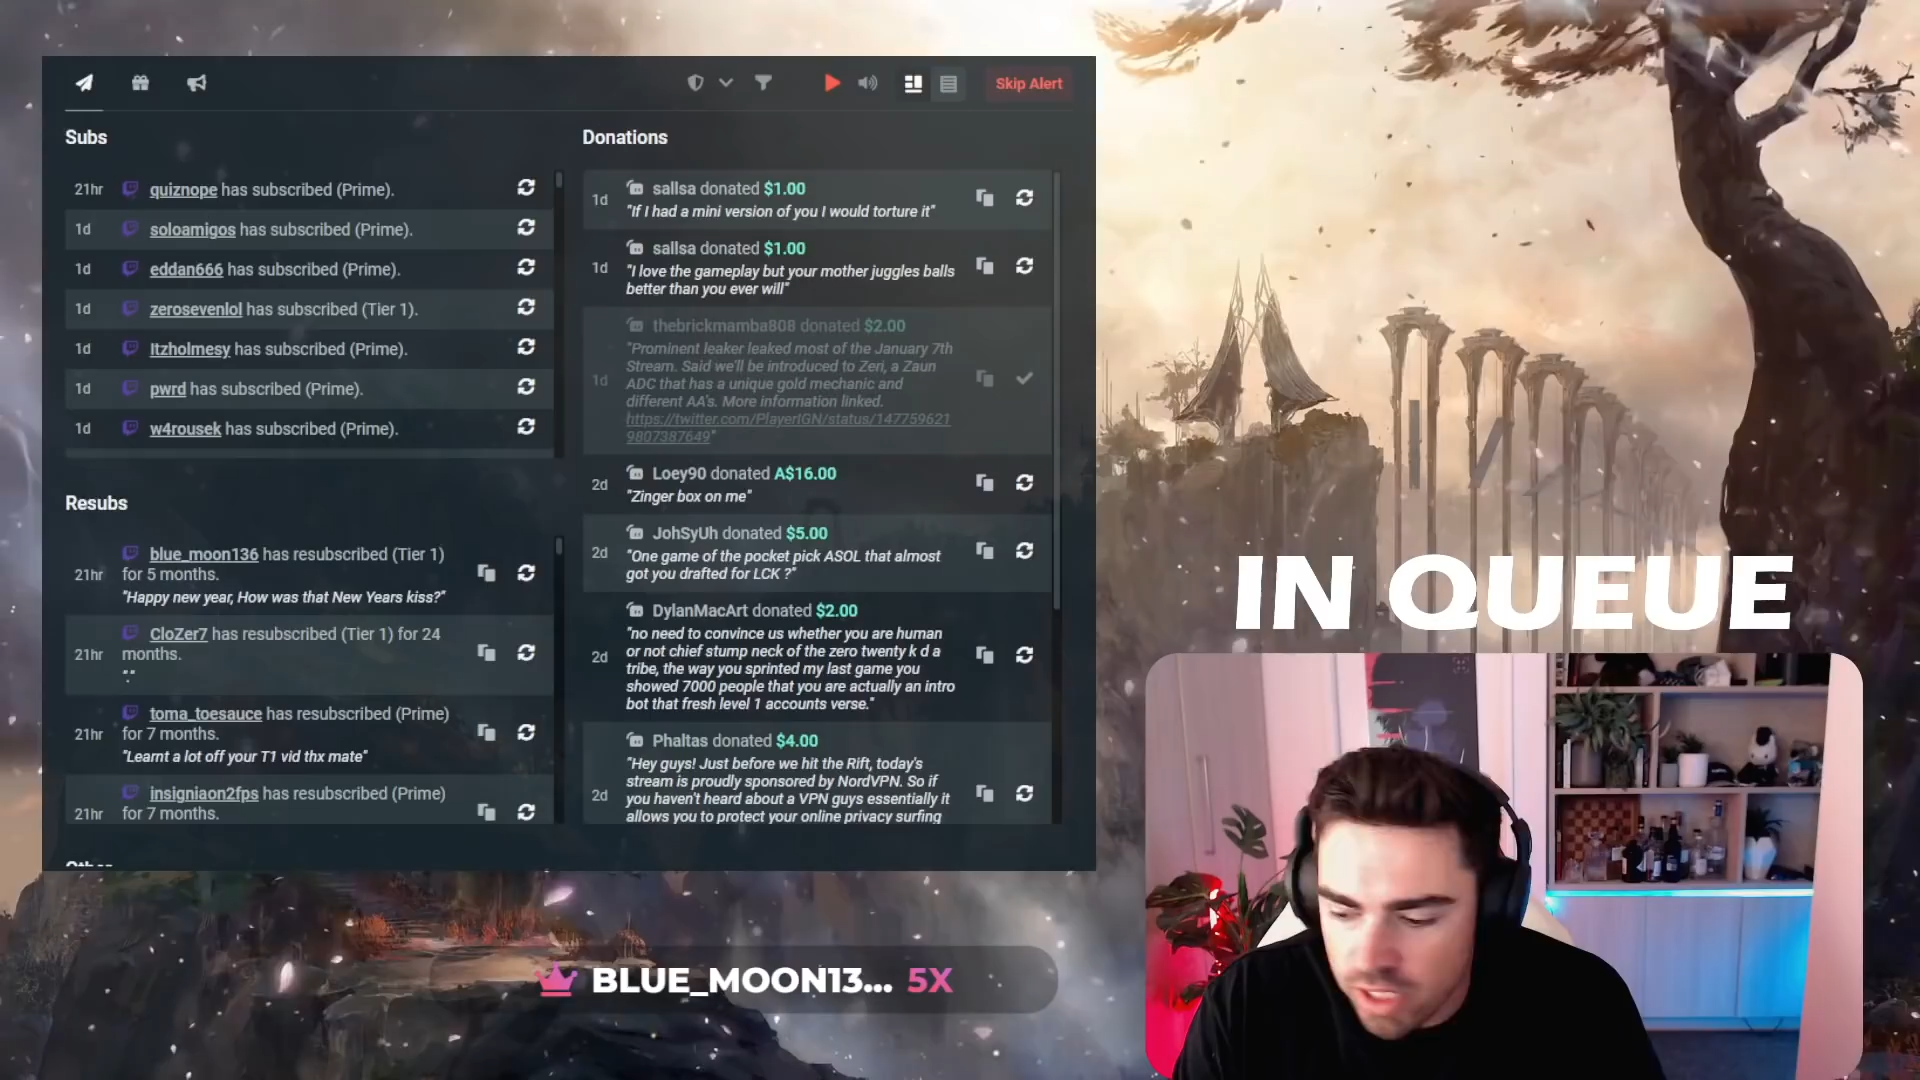 Skip Alert
Subs
21hr quiznope has subscribed (Prime).
1d soloamigos has subscribed (Prime).
1d eddan666 has subscribed (Prime).
1d zerosevenlol has subscribed (Tier 1).
1d Itzholmesy has subscribed (Prime).
1d pwrd has subscribed (Prime).
1d w4rousek has subscribed (Prime).
Resubs
blue_moon136 has resubscribed (Tier 1)
21hr for 5 months.
"Happy new year, How was that New Years kiss?"
CloZer7 has resubscribed (Tier 1) for 24
21hr months.
"."
toma_toesauce has resubscribed (Prime)
21hr for 7 months.
"Learnt a lot off your T1 vid thx mate"
insigniaon2fps has resubscribed (Prime)
21hr for 7 months.
Other
Donations
sallsa donated $1.00
1d "If I had a mini version of you I would torture it"
sallsa donated $1.00
1d "I love the gameplay but your mother juggles balls
better than you ever will"
thebrickmamba808 donated $2.00
"Prominent leaker leaked most of the January 7th
Stream. Said we'll be introduced to Zeri, a Zaun
1d ADC that has a unique gold mechanic and
different AA's. More information linked.
https://twitter.com/PlayerIGN/status/147759621
9807387649"
Loey90 donated A$16.00
2d "Zinger box on me"
JohSyUh donated $5.00
2d "One game of the pocket pick ASOL that almost
got you drafted for LCK ?"
DylanMacArt donated $2.00
"no need to convince us whether you are human
or not chief stump neck of the zero twenty k d a
2d tribe, the way you sprinted my last game you
showed 7000 people that you are actually an intro
bot that fresh level 1 accounts verse."
Phaltas donated $4.00
"Hey guys! Just before we hit the Rift, today's
stream is proudly sponsored by NordVPN. So if
2d you haven't heard about a VPN guys essentially it
allows you to protect your online privacy surfing
IN QUEUE
BLUE_MOON13... 5X